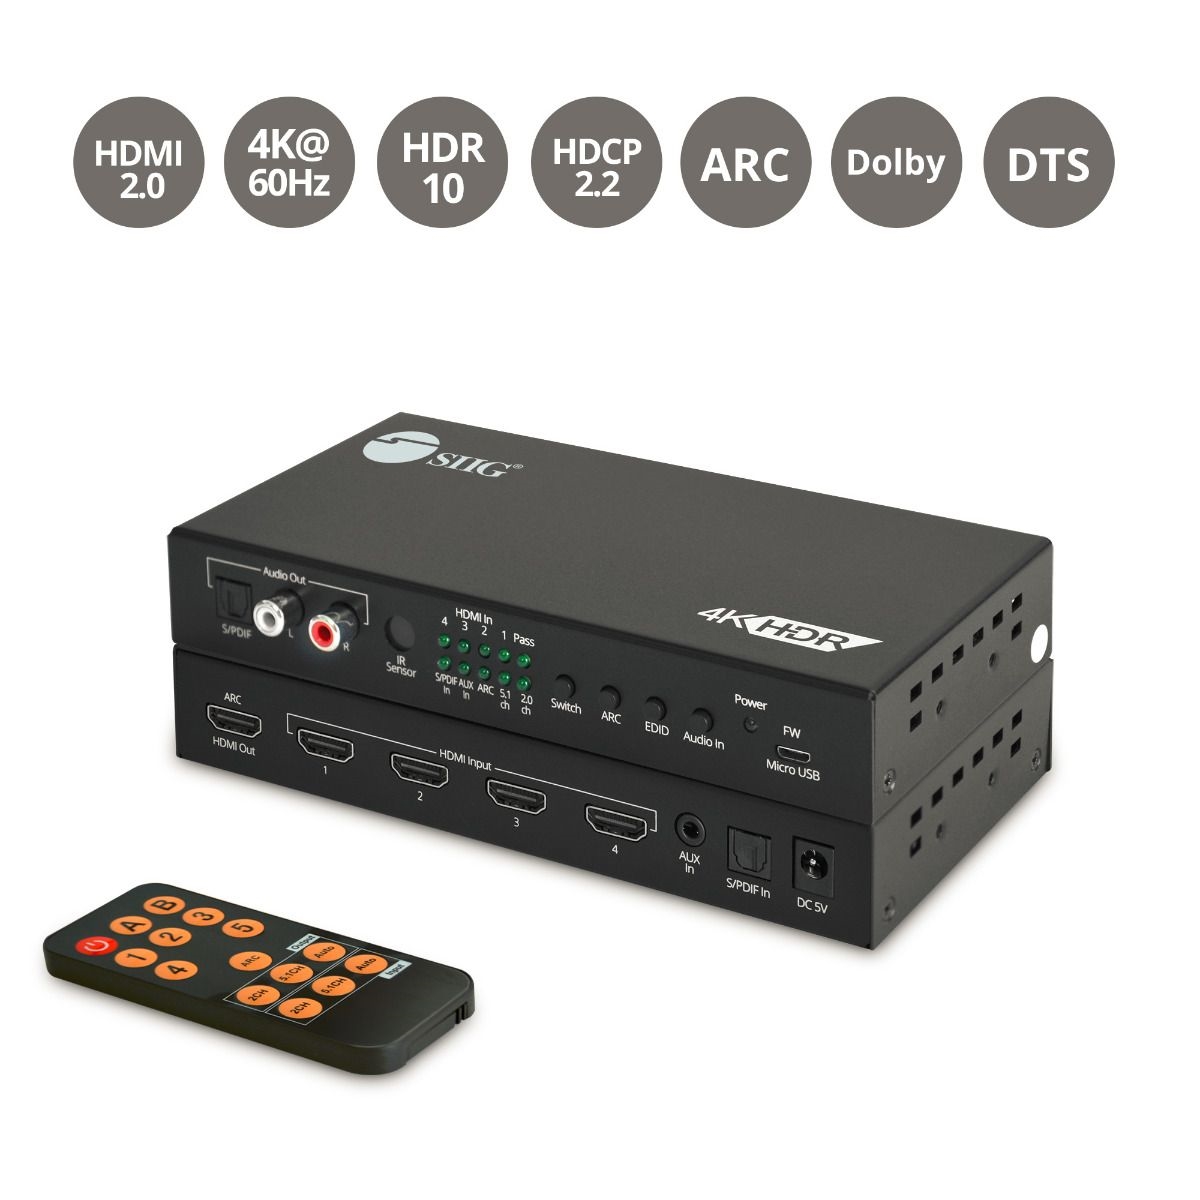 HDMI
2.0
4K@
60Hz
HDR
10
HDCP
2.2
ARC
Dolby
DTS
SIIG®
4K HDR
Audio Out
S/PDIF
L
R
IR
Sensor
HDMI In
4 3 2 1 Pass
S/PDIF In
AUX In
ARC
5.1 ch
2.0 ch
Switch
ARC
EDID
Audio In
Power
FW
Micro USB
ARC
HDMI Out
HDMI Input
1
2
3
4
AUX
In
S/PDIF In
DC 5V
A
B
1
2
3
4
5
ARC
Output
2CH
5.1CH
Auto
2CH
5.1CH
Auto
Input